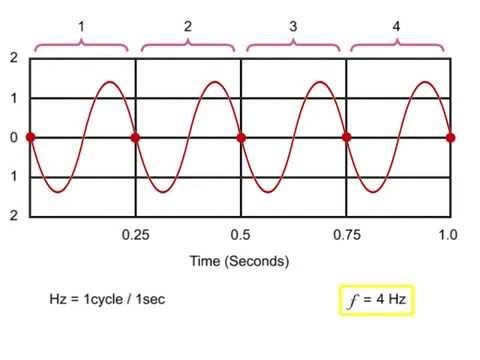 1 2 3 4
2
1
0
1
2
0.25 0.5 0.75 1.0
Time (Seconds)
Hz = 1cycle / 1sec
f = 4 Hz